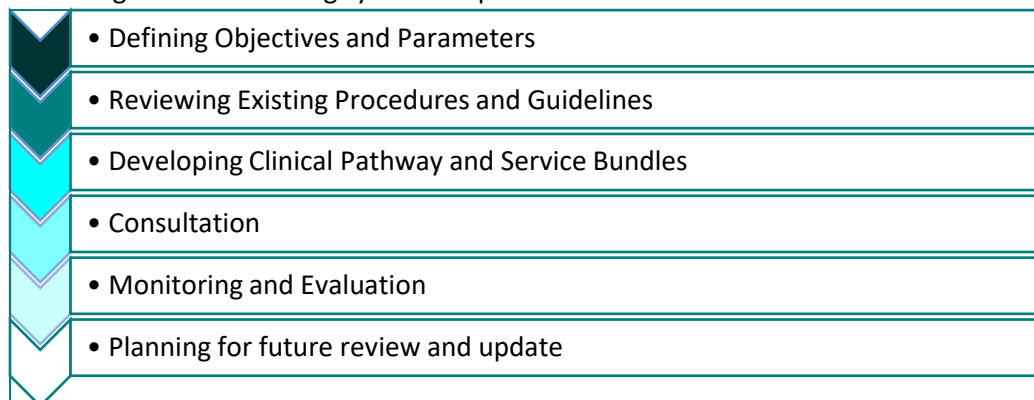 • Defining Objectives and Parameters
• Reviewing Existing Procedures and Guidelines
• Developing Clinical Pathway and Service Bundles
• Consultation
• Monitoring and Evaluation
• Planning for future review and update